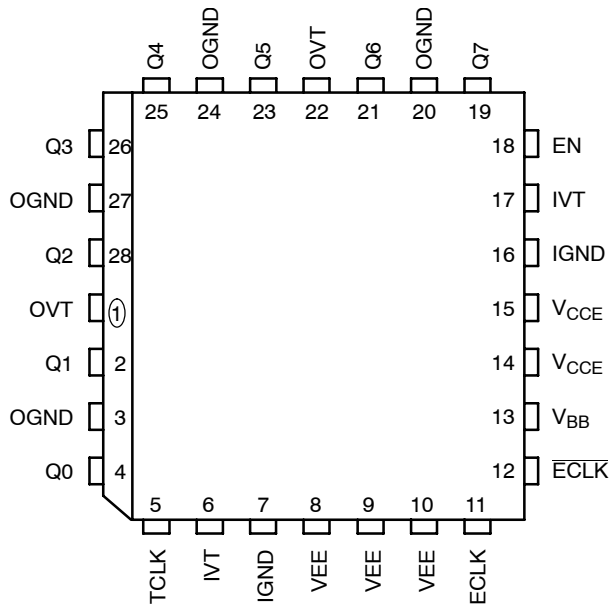 Q4 OGND Q5 OVT Q6 OGND Q7
25 24 23 22 21 20 19
Q3 26 18 EN
OGND 27 17 IVT
Q2 28 16 IGND
OVT 1 15 VCCE
Q1 2 14 VCCE
OGND 3 13 VBB
Q0 4 12 E̅C̅L̅K̅
5 6 7 8 9 10 11
TCLK IVT IGND VEE VEE VEE ECLK